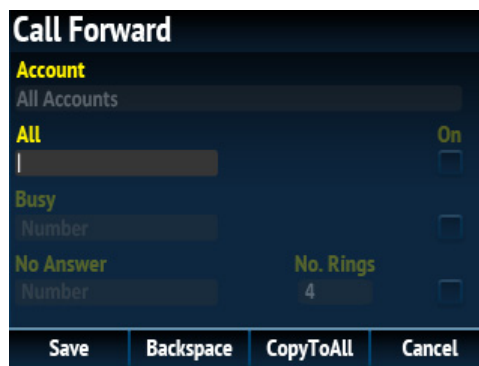 Call Forward
Account
All Accounts
All On
Busy
Number
No Answer No. Rings
Number 4
Save Backspace CopyToAll Cancel